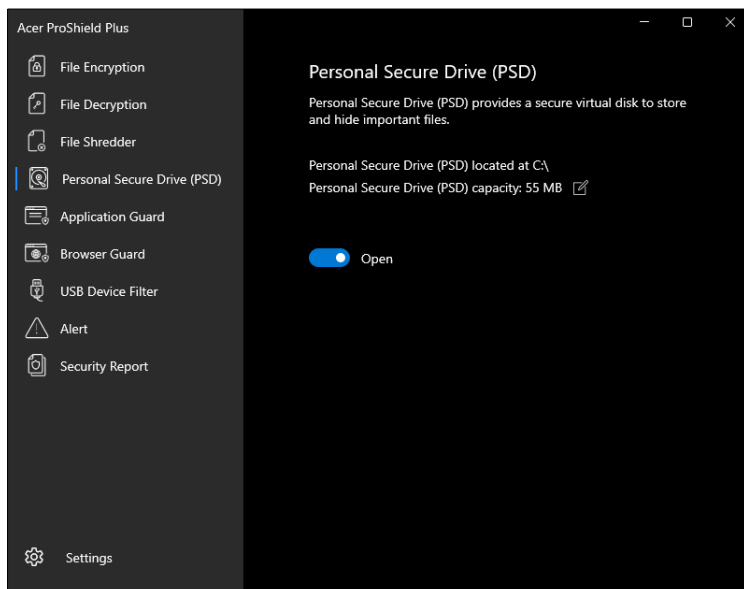 Acer ProShield Plus
File Encryption
File Decryption
File Shredder
Personal Secure Drive (PSD)
Application Guard
Browser Guard
USB Device Filter
Alert
Security Report
Settings
Personal Secure Drive (PSD)
Personal Secure Drive (PSD) provides a secure virtual disk to store
and hide important files.
Personal Secure Drive (PSD) located at C:\
Personal Secure Drive (PSD) capacity: 55 MB
Open